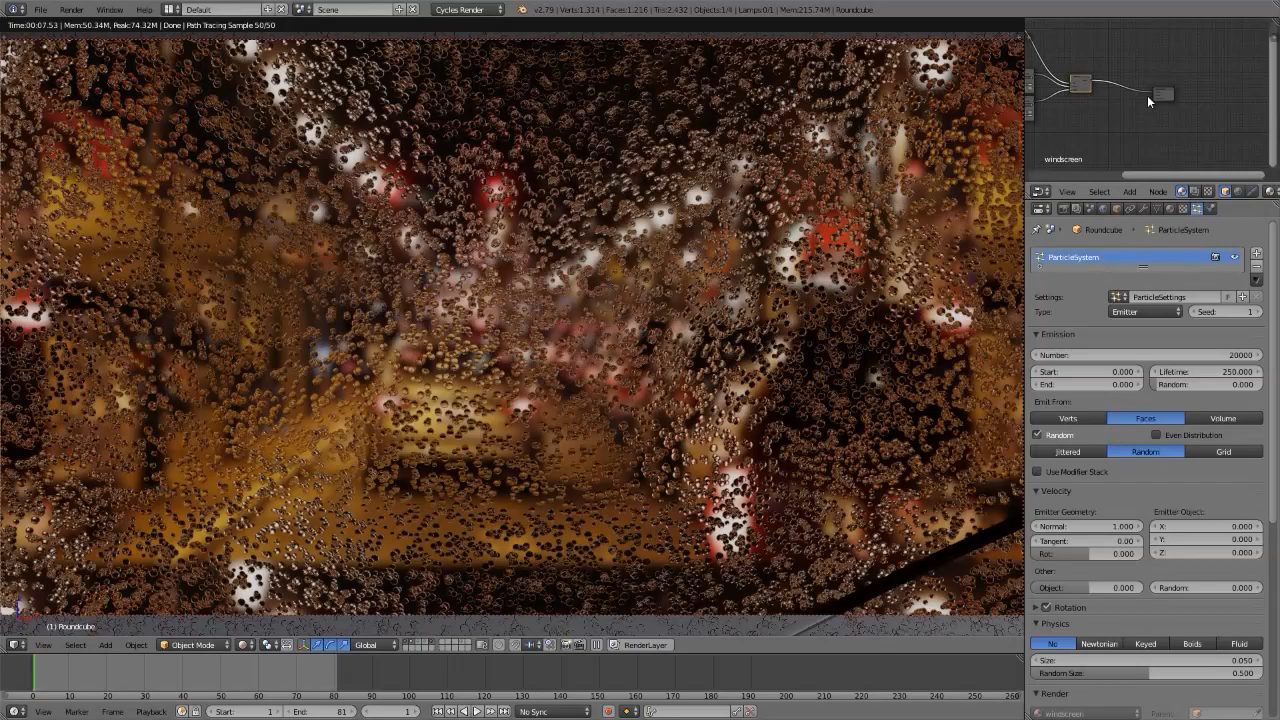 File Render Window Help Default Scene Cycles Render v2.79 | Verts:1.314 | Faces:1.216 | Tris:2.432 | Objects:1/4 | Lamps:0/1 | Mem:215.74M | Roundcube
Time:00:07.53 | Mem:50.34M, Peak:74.32M | Done | Path Tracing Sample 50/50
windscreen
View Select Add Node
Roundcube ParticleSystem
ParticleSystem
Settings: ParticleSettings F
Type: Emitter Seed: 1
Emission
Number: 20000
Start: 0.000 Lifetime: 250.000
End: 0.000 Random: 0.000
Emit From:
Verts Faces Volume
Random Even Distribution
Jittered Random Grid
Use Modifier Stack
Velocity
Emitter Geometry: Emitter Object:
Normal: 1.000 X: 0.000
Tangent: 0.00 Y: 0.000
Rot: 0.000 Z: 0.000
Other:
Object: 0.000 Random: 0.000
Rotation
Physics
No Newtonian Keyed Boids Fluid
Size: 0.050
Random Size: 0.500
Render
windscreen
(1) Roundcube
View Select Add Object Object Mode Global RenderLayer
0 10 20 30 40 50 60 70 80 90 100 110 120 130 140 150 160 170 180 190 200 210 220 230 240 250 260
View Marker Frame Playback Start: 1 End: 81 1 No Sync